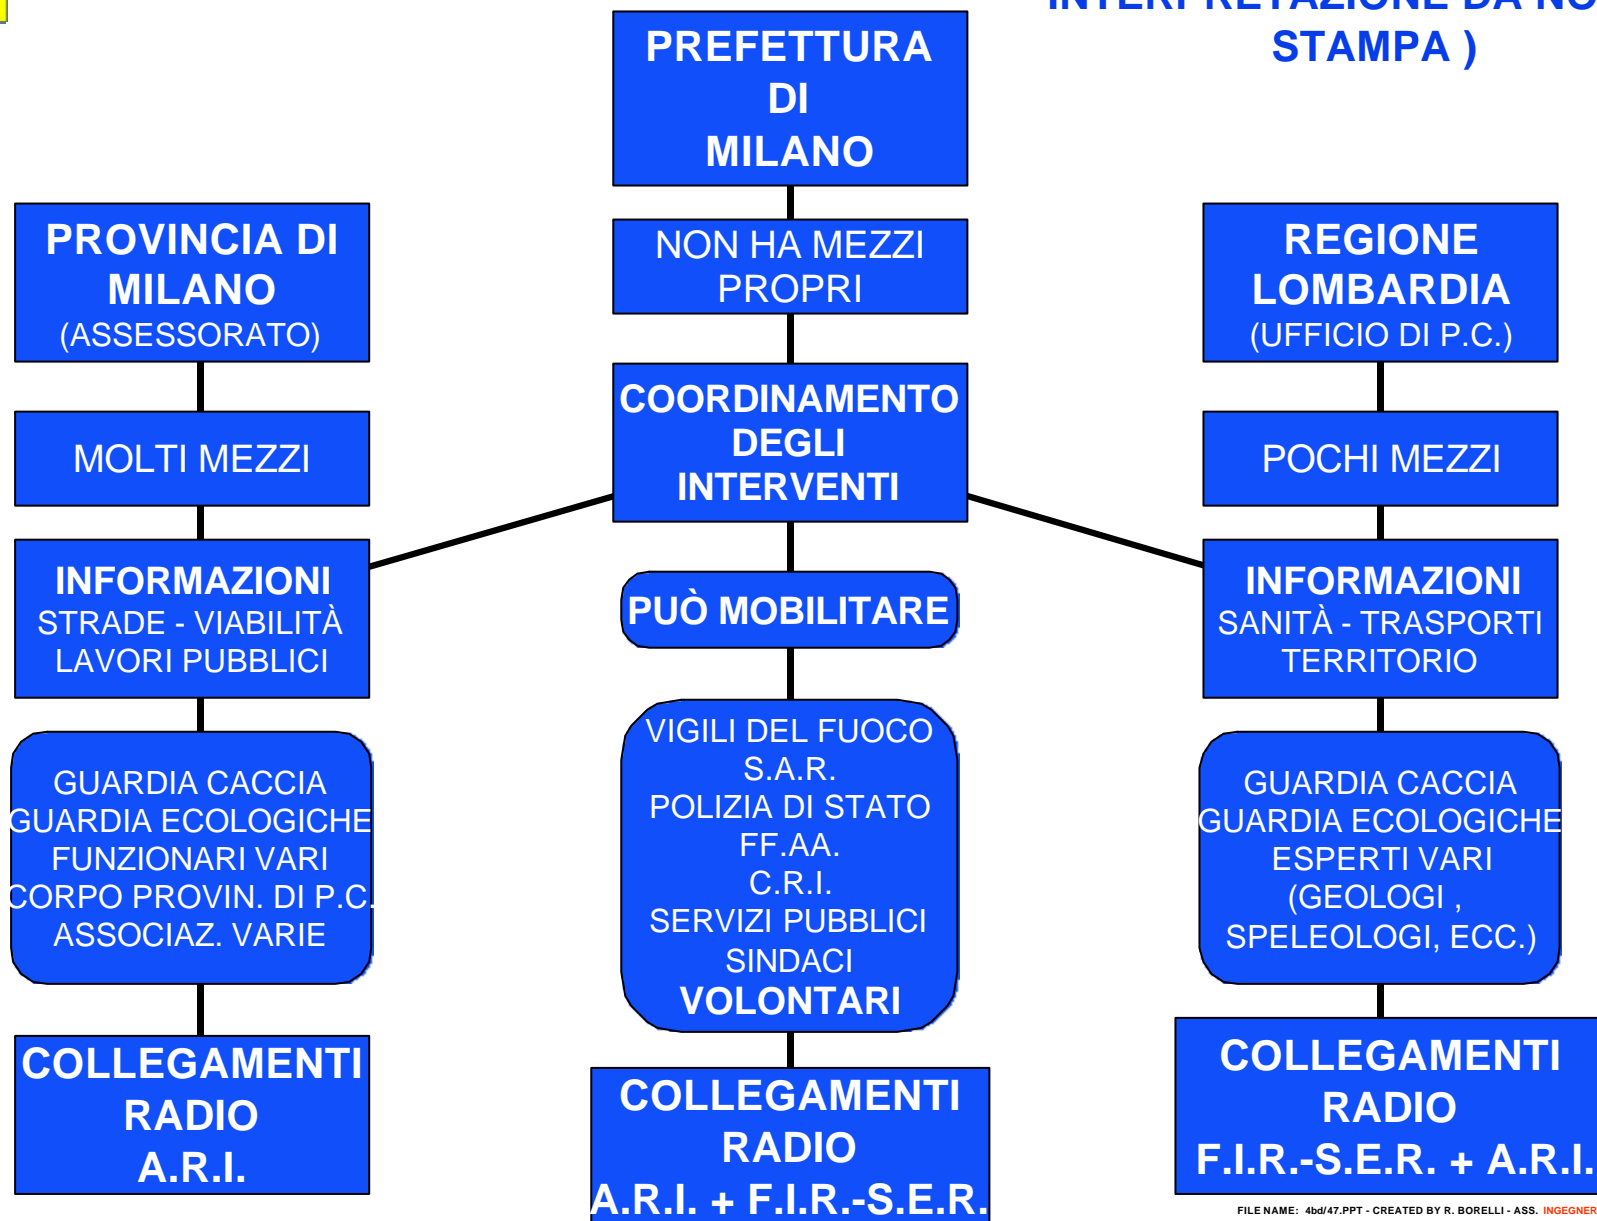 STAMPA )
PREFETTURA
DI
MILANO
NON HA MEZZI
PROPRI
COORDINAMENTO
DEGLI
INTERVENTI
PUÒ MOBILITARE
VIGILI DEL FUOCO
S.A.R.
POLIZIA DI STATO
FF.AA.
C.R.I.
SERVIZI PUBBLICI
SINDACI
VOLONTARI
COLLEGAMENTI
RADIO
A.R.I. + F.I.R.-S.E.R.
PROVINCIA DI
MILANO
(ASSESSORATO)
MOLTI MEZZI
INFORMAZIONI
STRADE - VIABILITÀ
LAVORI PUBBLICI
GUARDIA CACCIA
GUARDIA ECOLOGICHE
FUNZIONARI VARI
CORPO PROVIN. DI P.C.
ASSOCIAZ. VARIE
COLLEGAMENTI
RADIO
A.R.I.
REGIONE
LOMBARDIA
(UFFICIO DI P.C.)
POCHI MEZZI
INFORMAZIONI
SANITÀ - TRASPORTI
TERRITORIO
GUARDIA CACCIA
GUARDIA ECOLOGICHE
ESPERTI VARI
(GEOLOGI ,
SPELEOLOGI, ECC.)
COLLEGAMENTI
RADIO
F.I.R.-S.E.R. + A.R.I.
FILE NAME: 4bd/47.PPT - CREATED BY R. BORELLI - ASS. INGEGNER